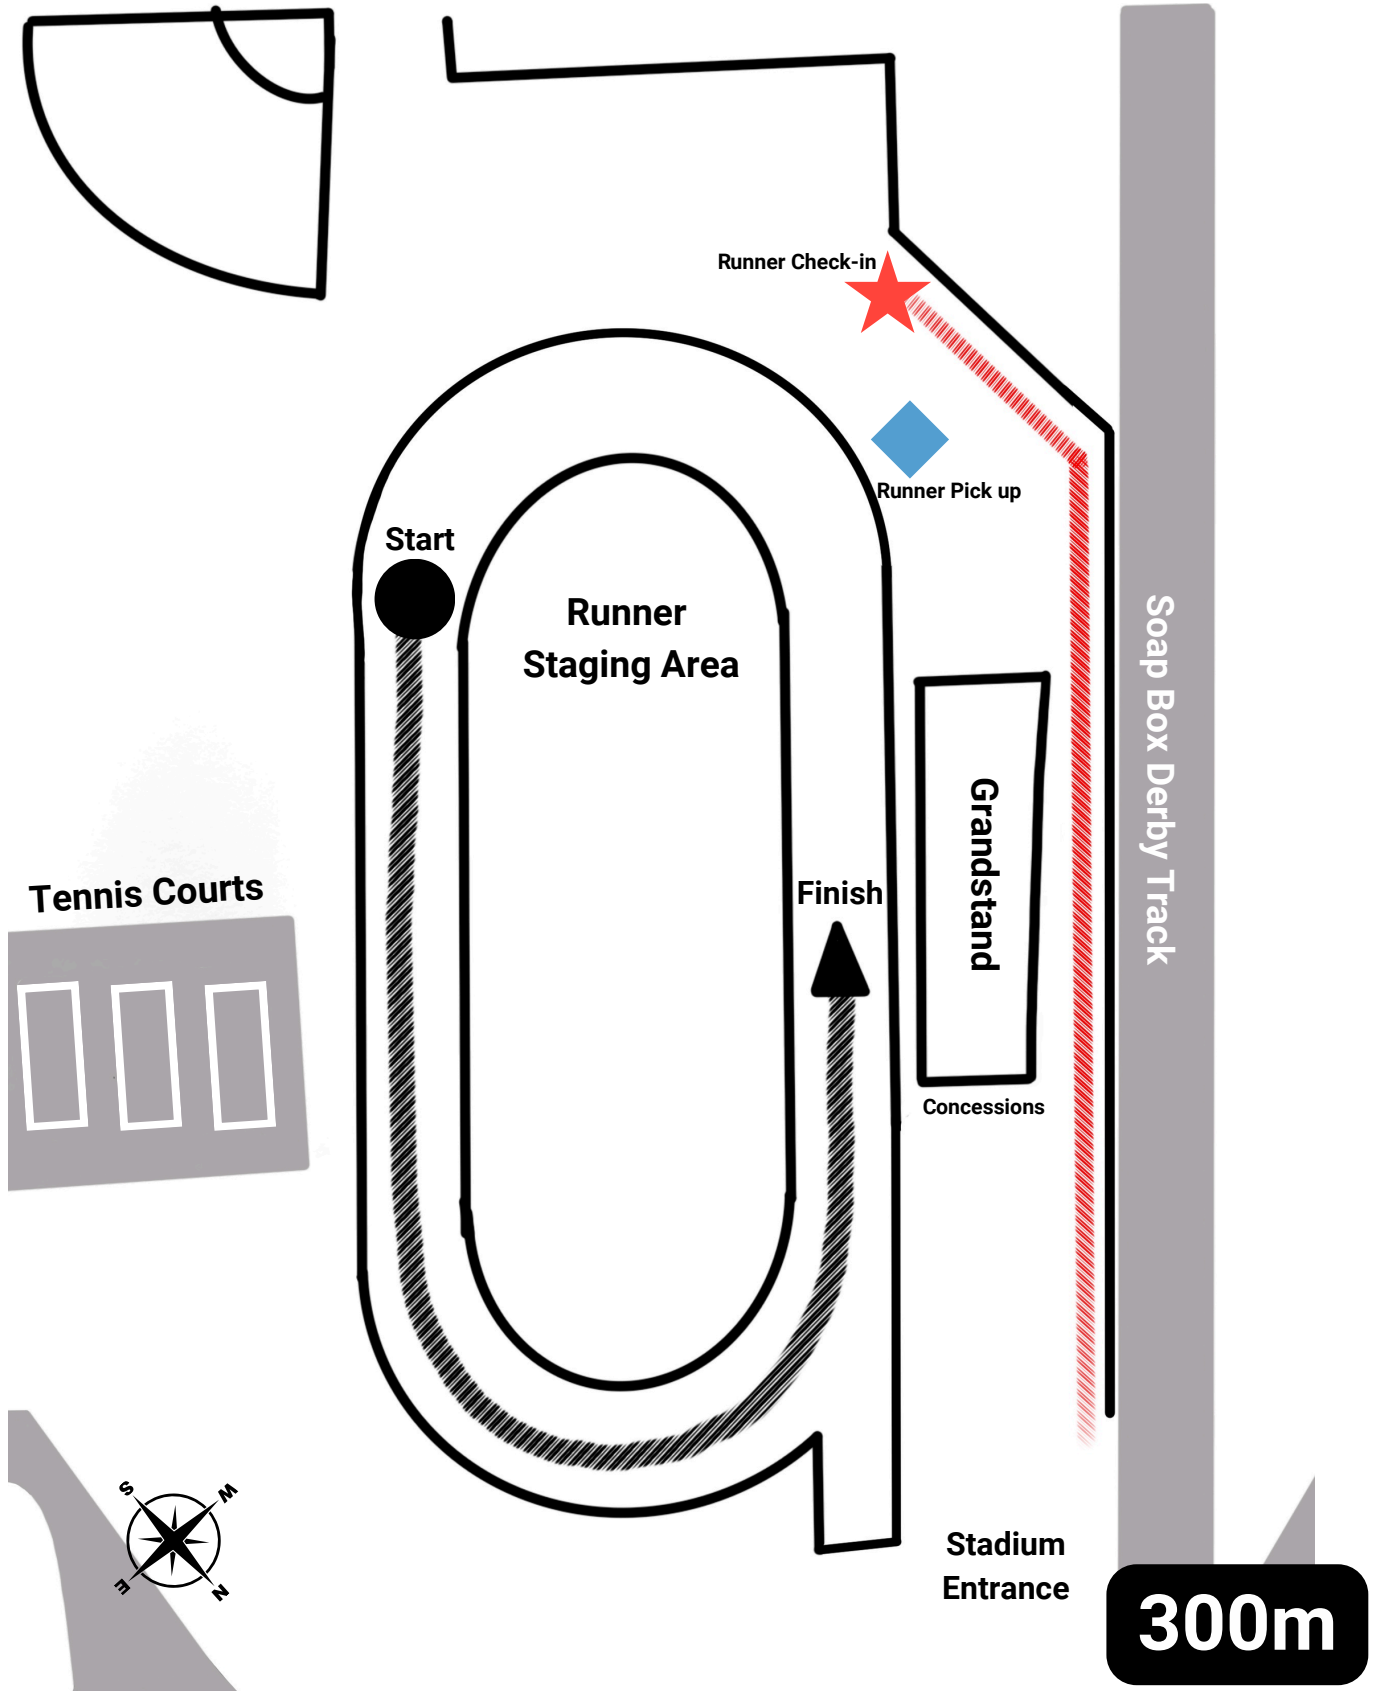 Runner Check-in
Runner Pick up
Start
Runner
Staging Area
Soap Box Derby Track
Grandstand
Tennis Courts
Finish
Concessions
S
W
E
N
Stadium
Entrance
300m